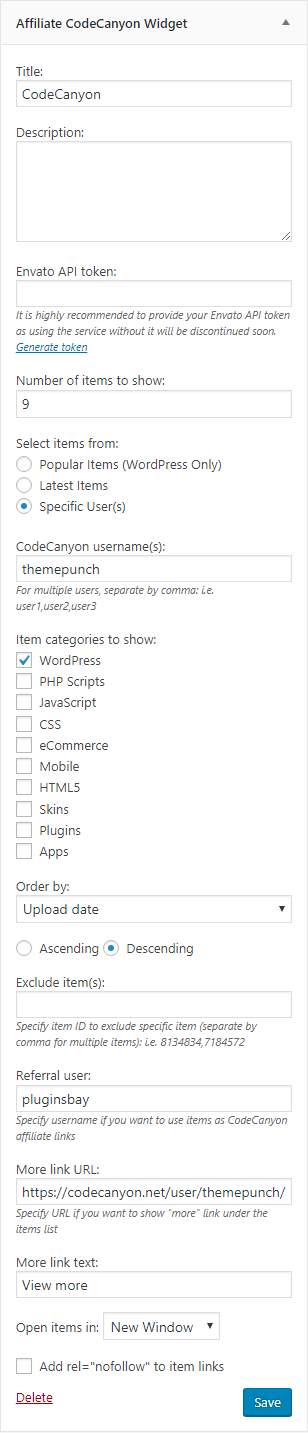 Affiliate CodeCanyon Widget
Title:
CodeCanyon
Description:
Envato API token:
It is highly recommended to provide your Envato API token
as using the service without it will be discontinued soon.
Generate token
Number of items to show:
9
Select items from:
Popular Items (WordPress Only)
Latest Items
Specific User(s)
CodeCanyon username(s):
themepunch
For multiple users, separate by comma: i.e.
user1,user2,user3
Item categories to show:
WordPress
PHP Scripts
JavaScript
CSS
eCommerce
Mobile
HTML5
Skins
Plugins
Apps
Order by:
Upload date
Ascending Descending
Exclude item(s):
Specify item ID to exclude specific item (separate by
comma for multiple items): i.e. 8134834,7184572
Referral user:
pluginsbay
Specify username if you want to use items as CodeCanyon
affiliate links
More link URL:
https://codecanyon.net/user/themepunch/
Specify URL if you want to show "more" link under the
items list
More link text:
View more
Open items in: New Window
Add rel="nofollow" to item links
Delete Save